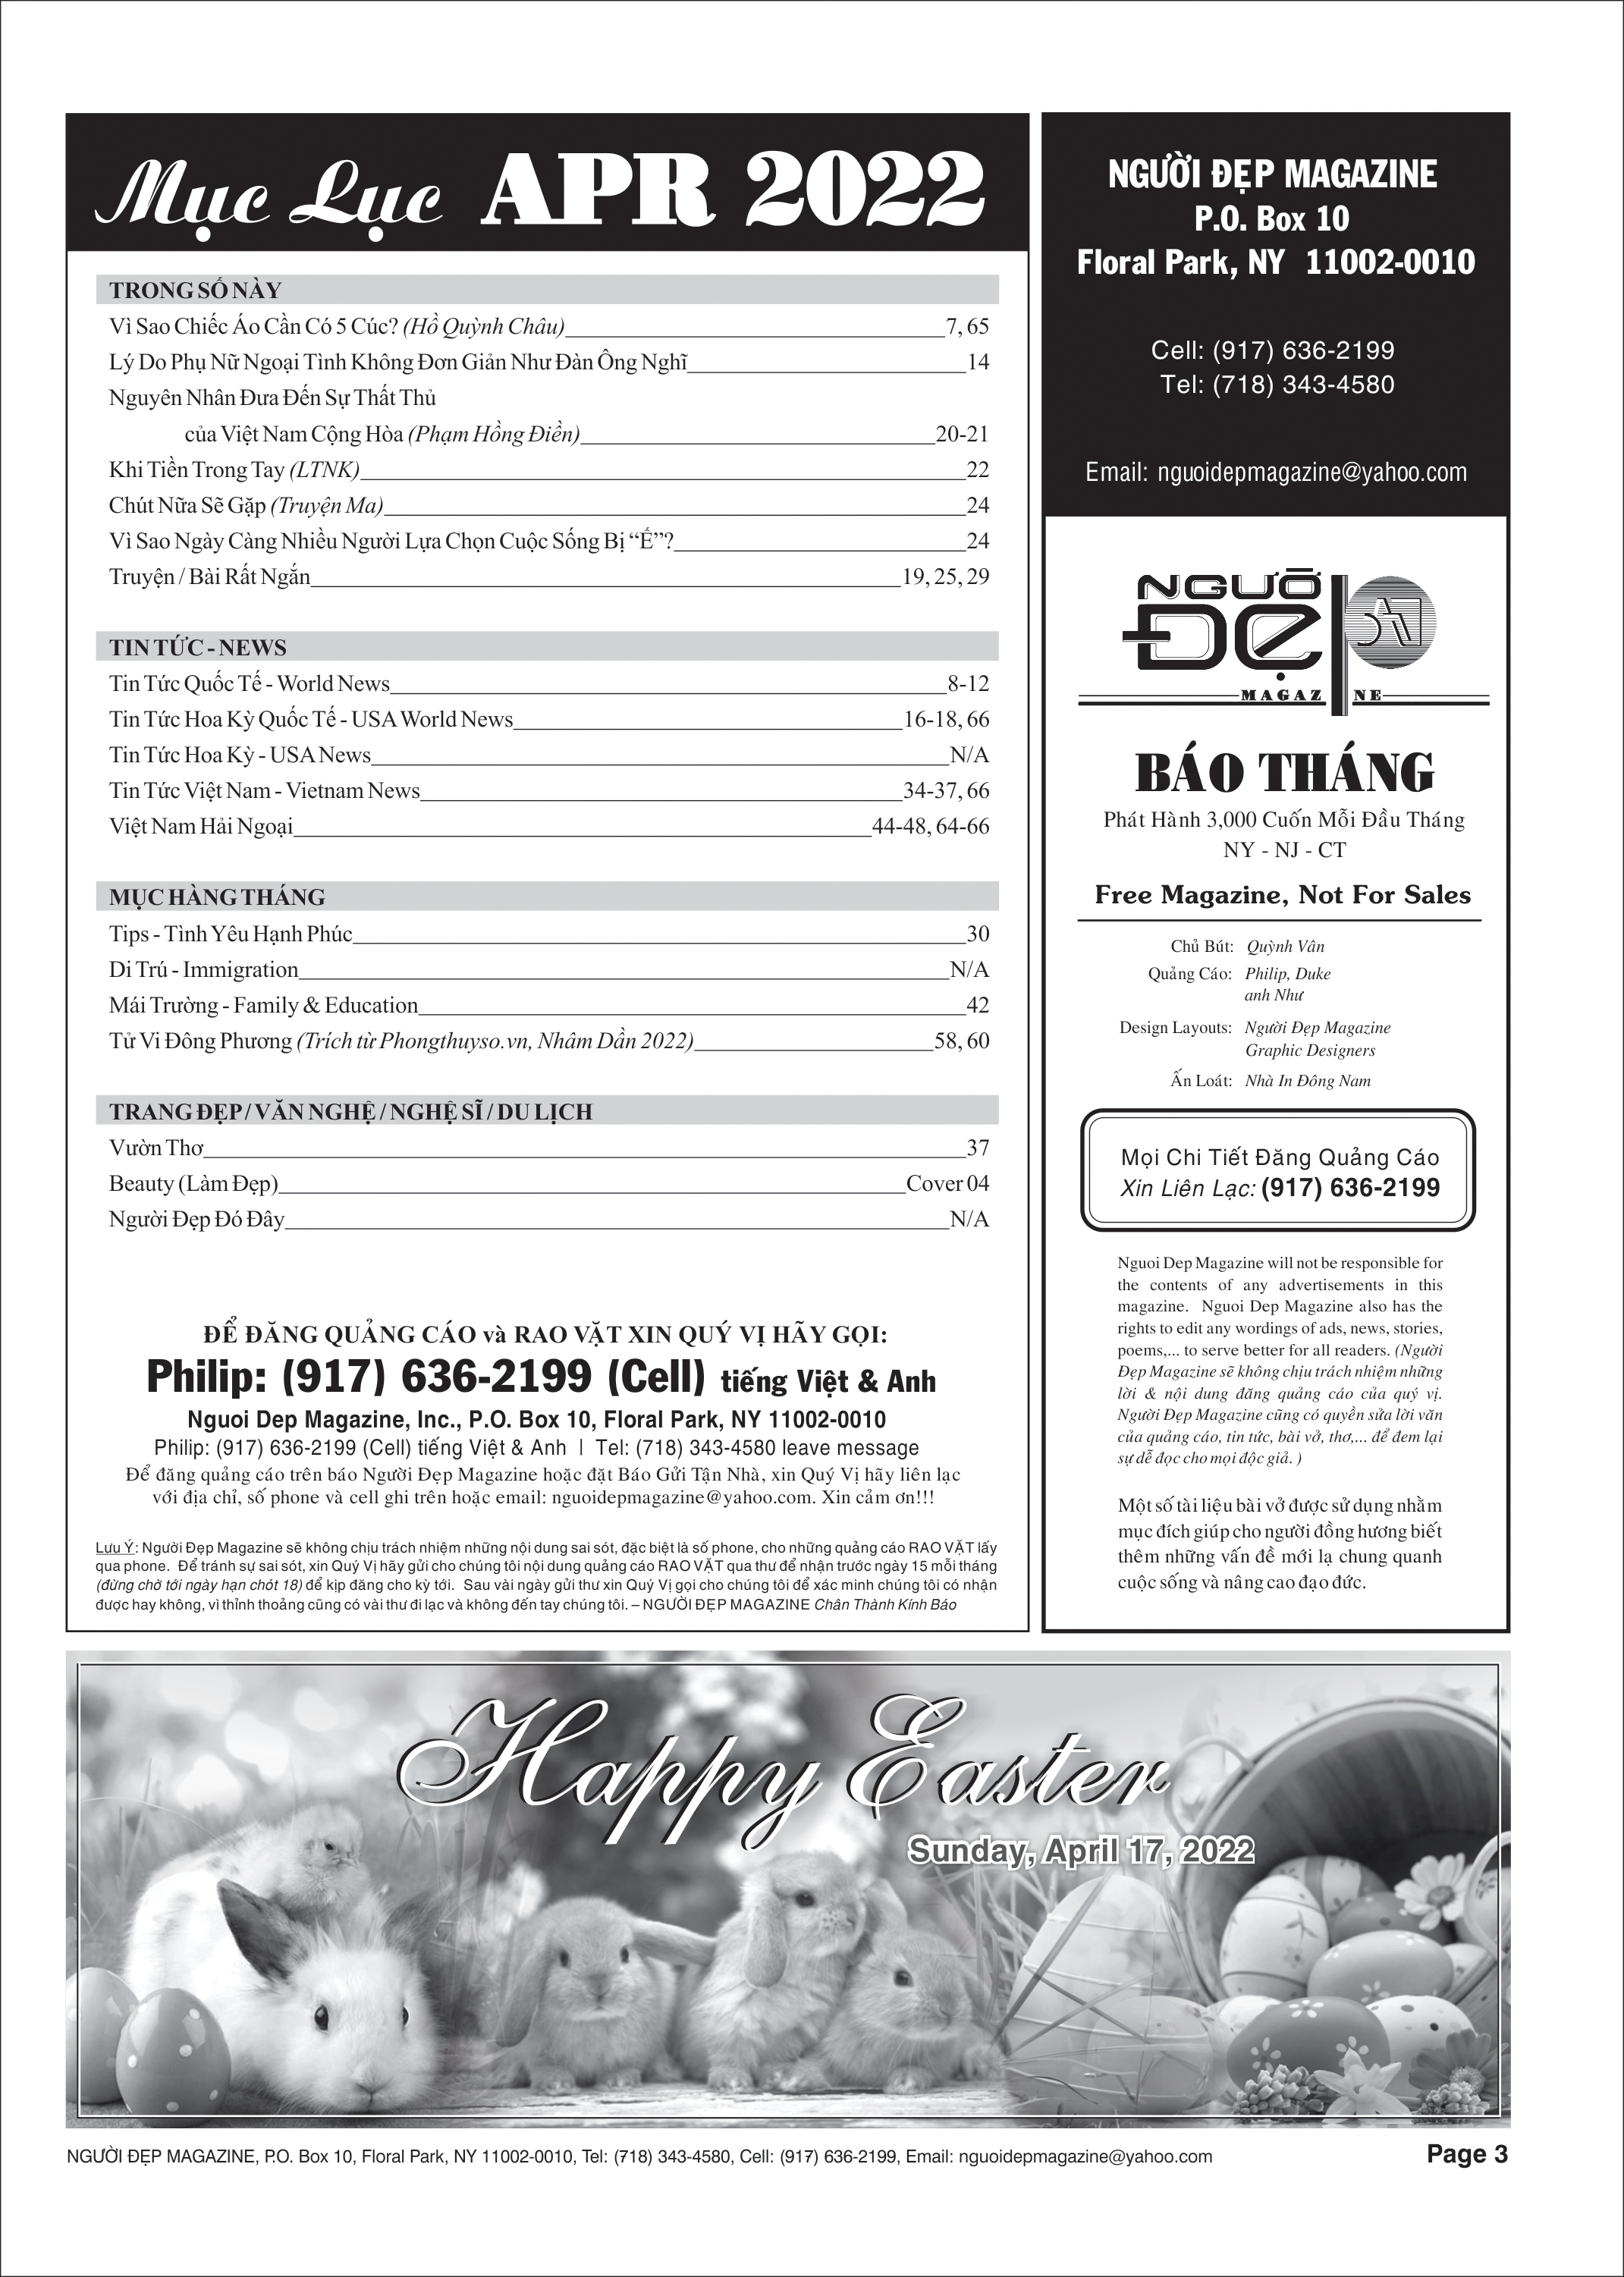 Mục Lục APR 2022
TRONG SỐ NÀY
Vì Sao Chiếc Áo Cần Có 5 Cúc? (Hồ Quỳnh Châu) 7, 65
Lý Do Phụ Nữ Ngoại Tình Không Đơn Giản Như Đàn Ông Nghĩ 14
Nguyên Nhân Đưa Đến Sự Thất Thủ
của Việt Nam Cộng Hòa (Phạm Hồng Điền) 20-21
Khi Tiền Trong Tay (LTNK) 22
Chút Nữa Sẽ Gặp (Truyện Ma) 24
Vì Sao Ngày Càng Nhiều Người Lựa Chọn Cuộc Sống Bị “Ế”? 24
Truyện / Bài Rất Ngắn 19, 25, 29
TIN TỨC - NEWS
Tin Tức Quốc Tế - World News 8-12
Tin Tức Hoa Kỳ Quốc Tế - USA World News 16-18, 66
Tin Tức Hoa Kỳ - USA News N/A
Tin Tức Việt Nam - Vietnam News 34-37, 66
Việt Nam Hải Ngoại 44-48, 64-66
MỤC HÀNG THÁNG
Tips - Tình Yêu Hạnh Phúc 30
Di Trú - Immigration N/A
Mái Trường - Family & Education 42
Tử Vi Đông Phương (Trích từ Phongthuyso.vn, Nhâm Dần 2022) 58, 60
TRANG ĐẸP / VĂN NGHỆ / NGHỆ SĨ / DU LỊCH
Vườn Thơ 37
Beauty (Làm Đẹp) Cover 04
Người Đẹp Đó Đây N/A
ĐỂ ĐĂNG QUẢNG CÁO và RAO VẶT XIN QUÝ VỊ HÃY GỌI:
Philip: (917) 636-2199 (Cell) tiếng Việt & Anh
Nguoi Dep Magazine, Inc., P.O. Box 10, Floral Park, NY 11002-0010
Philip: (917) 636-2199 (Cell) tiếng Việt & Anh | Tel: (718) 343-4580 leave message
Để đăng quảng cáo trên báo Người Đẹp Magazine hoặc đặt Báo Gửi Tận Nhà, xin Quý Vị hãy liên lạc
với địa chỉ, số phone và cell ghi trên hoặc email: nguoidepmagazine@yahoo.com. Xin cảm ơn!!!
Lưu Ý: Người Đẹp Magazine sẽ không chịu trách nhiệm những nội dung sai sót, đặc biệt là số phone, cho những quảng cáo RAO VẶT lấy
qua phone. Để tránh sự sai sót, xin Quý Vị hãy gửi cho chúng tôi nội dung quảng cáo RAO VẶT qua thư để nhận trước ngày 15 mỗi tháng
(đừng chờ tới ngày hạn chót 18) để kịp đăng cho kỳ tới. Sau vài ngày gửi thư xin Quý Vị gọi cho chúng tôi để xác minh chúng tôi có nhận
được hay không, vì thỉnh thoảng cũng có vài thư đi lạc và không đến tay chúng tôi. – NGƯỜI ĐẸP MAGAZINE Chân Thành Kính Báo
NGƯỜI ĐẸP MAGAZINE
P.O. Box 10
Floral Park, NY 11002-0010
Cell: (917) 636-2199
Tel: (718) 343-4580
Email: nguoidepmagazine@yahoo.com
NGƯỜI
ĐẸP
MAGAZINE
BÁO THÁNG
Phát Hành 3,000 Cuốn Mỗi Đầu Tháng
NY - NJ - CT
Free Magazine, Not For Sales
Chủ Bút: Quỳnh Vân
Quảng Cáo: Philip, Duke
anh Như
Design Layouts: Người Đẹp Magazine
Graphic Designers
Ấn Loát: Nhà In Đông Nam
Mọi Chi Tiết Đăng Quảng Cáo
Xin Liên Lạc: (917) 636-2199
Nguoi Dep Magazine will not be responsible for
the contents of any advertisements in this
magazine. Nguoi Dep Magazine also has the
rights to edit any wordings of ads, news, stories,
poems,... to serve better for all readers. (Người
Đẹp Magazine sẽ không chịu trách nhiệm những
lời & nội dung đăng quảng cáo của quý vị.
Người Đẹp Magazine cũng có quyền sửa lời văn
của quảng cáo, tin tức, bài vở, thơ,... để đem lại
sự dễ đọc cho mọi độc giả. )
Một số tài liệu bài vở được sử dụng nhằm
mục đích giúp cho người đồng hương biết
thêm những vấn đề mới lạ chung quanh
cuộc sống và nâng cao đạo đức.
Happy Easter
Sunday, April 17, 2022
NGƯỜI ĐẸP MAGAZINE, P.O. Box 10, Floral Park, NY 11002-0010, Tel: (718) 343-4580, Cell: (917) 636-2199, Email: nguoidepmagazine@yahoo.com Page 3